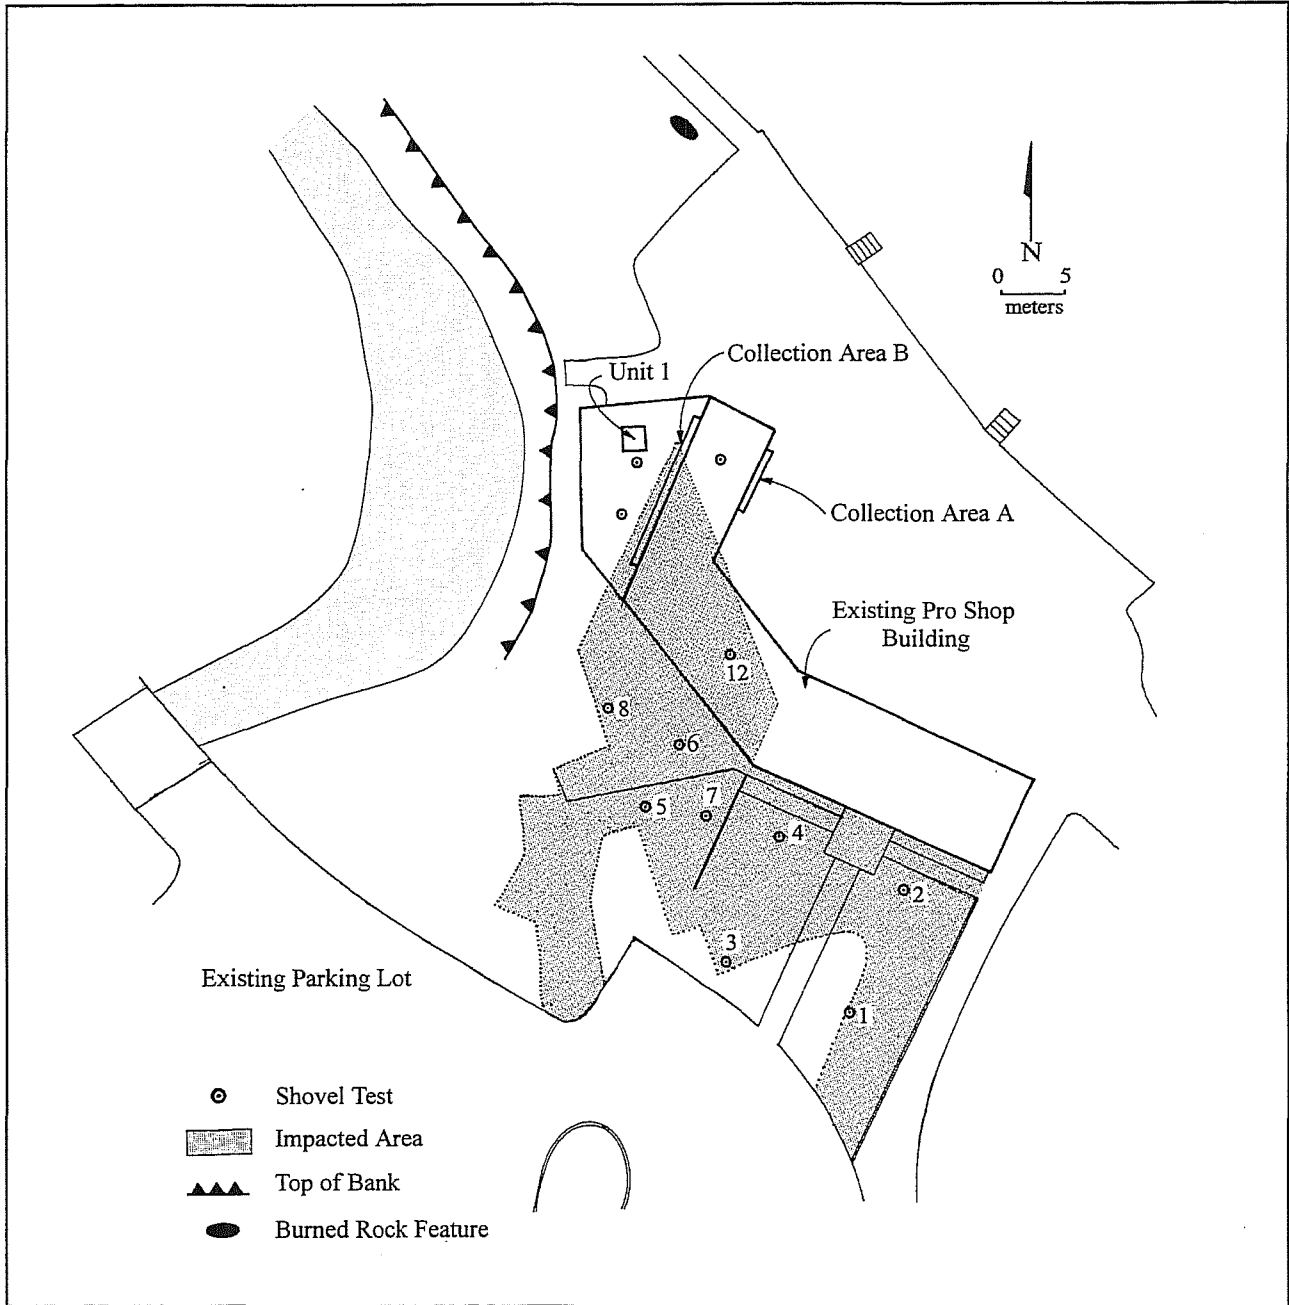 N
0 5
meters
Collection Area B
Unit 1
Collection Area A
Existing Pro Shop
Building
12
8
6
5
7
4
2
3
1
Existing Parking Lot
Shovel Test
Impacted Area
Top of Bank
Burned Rock Feature